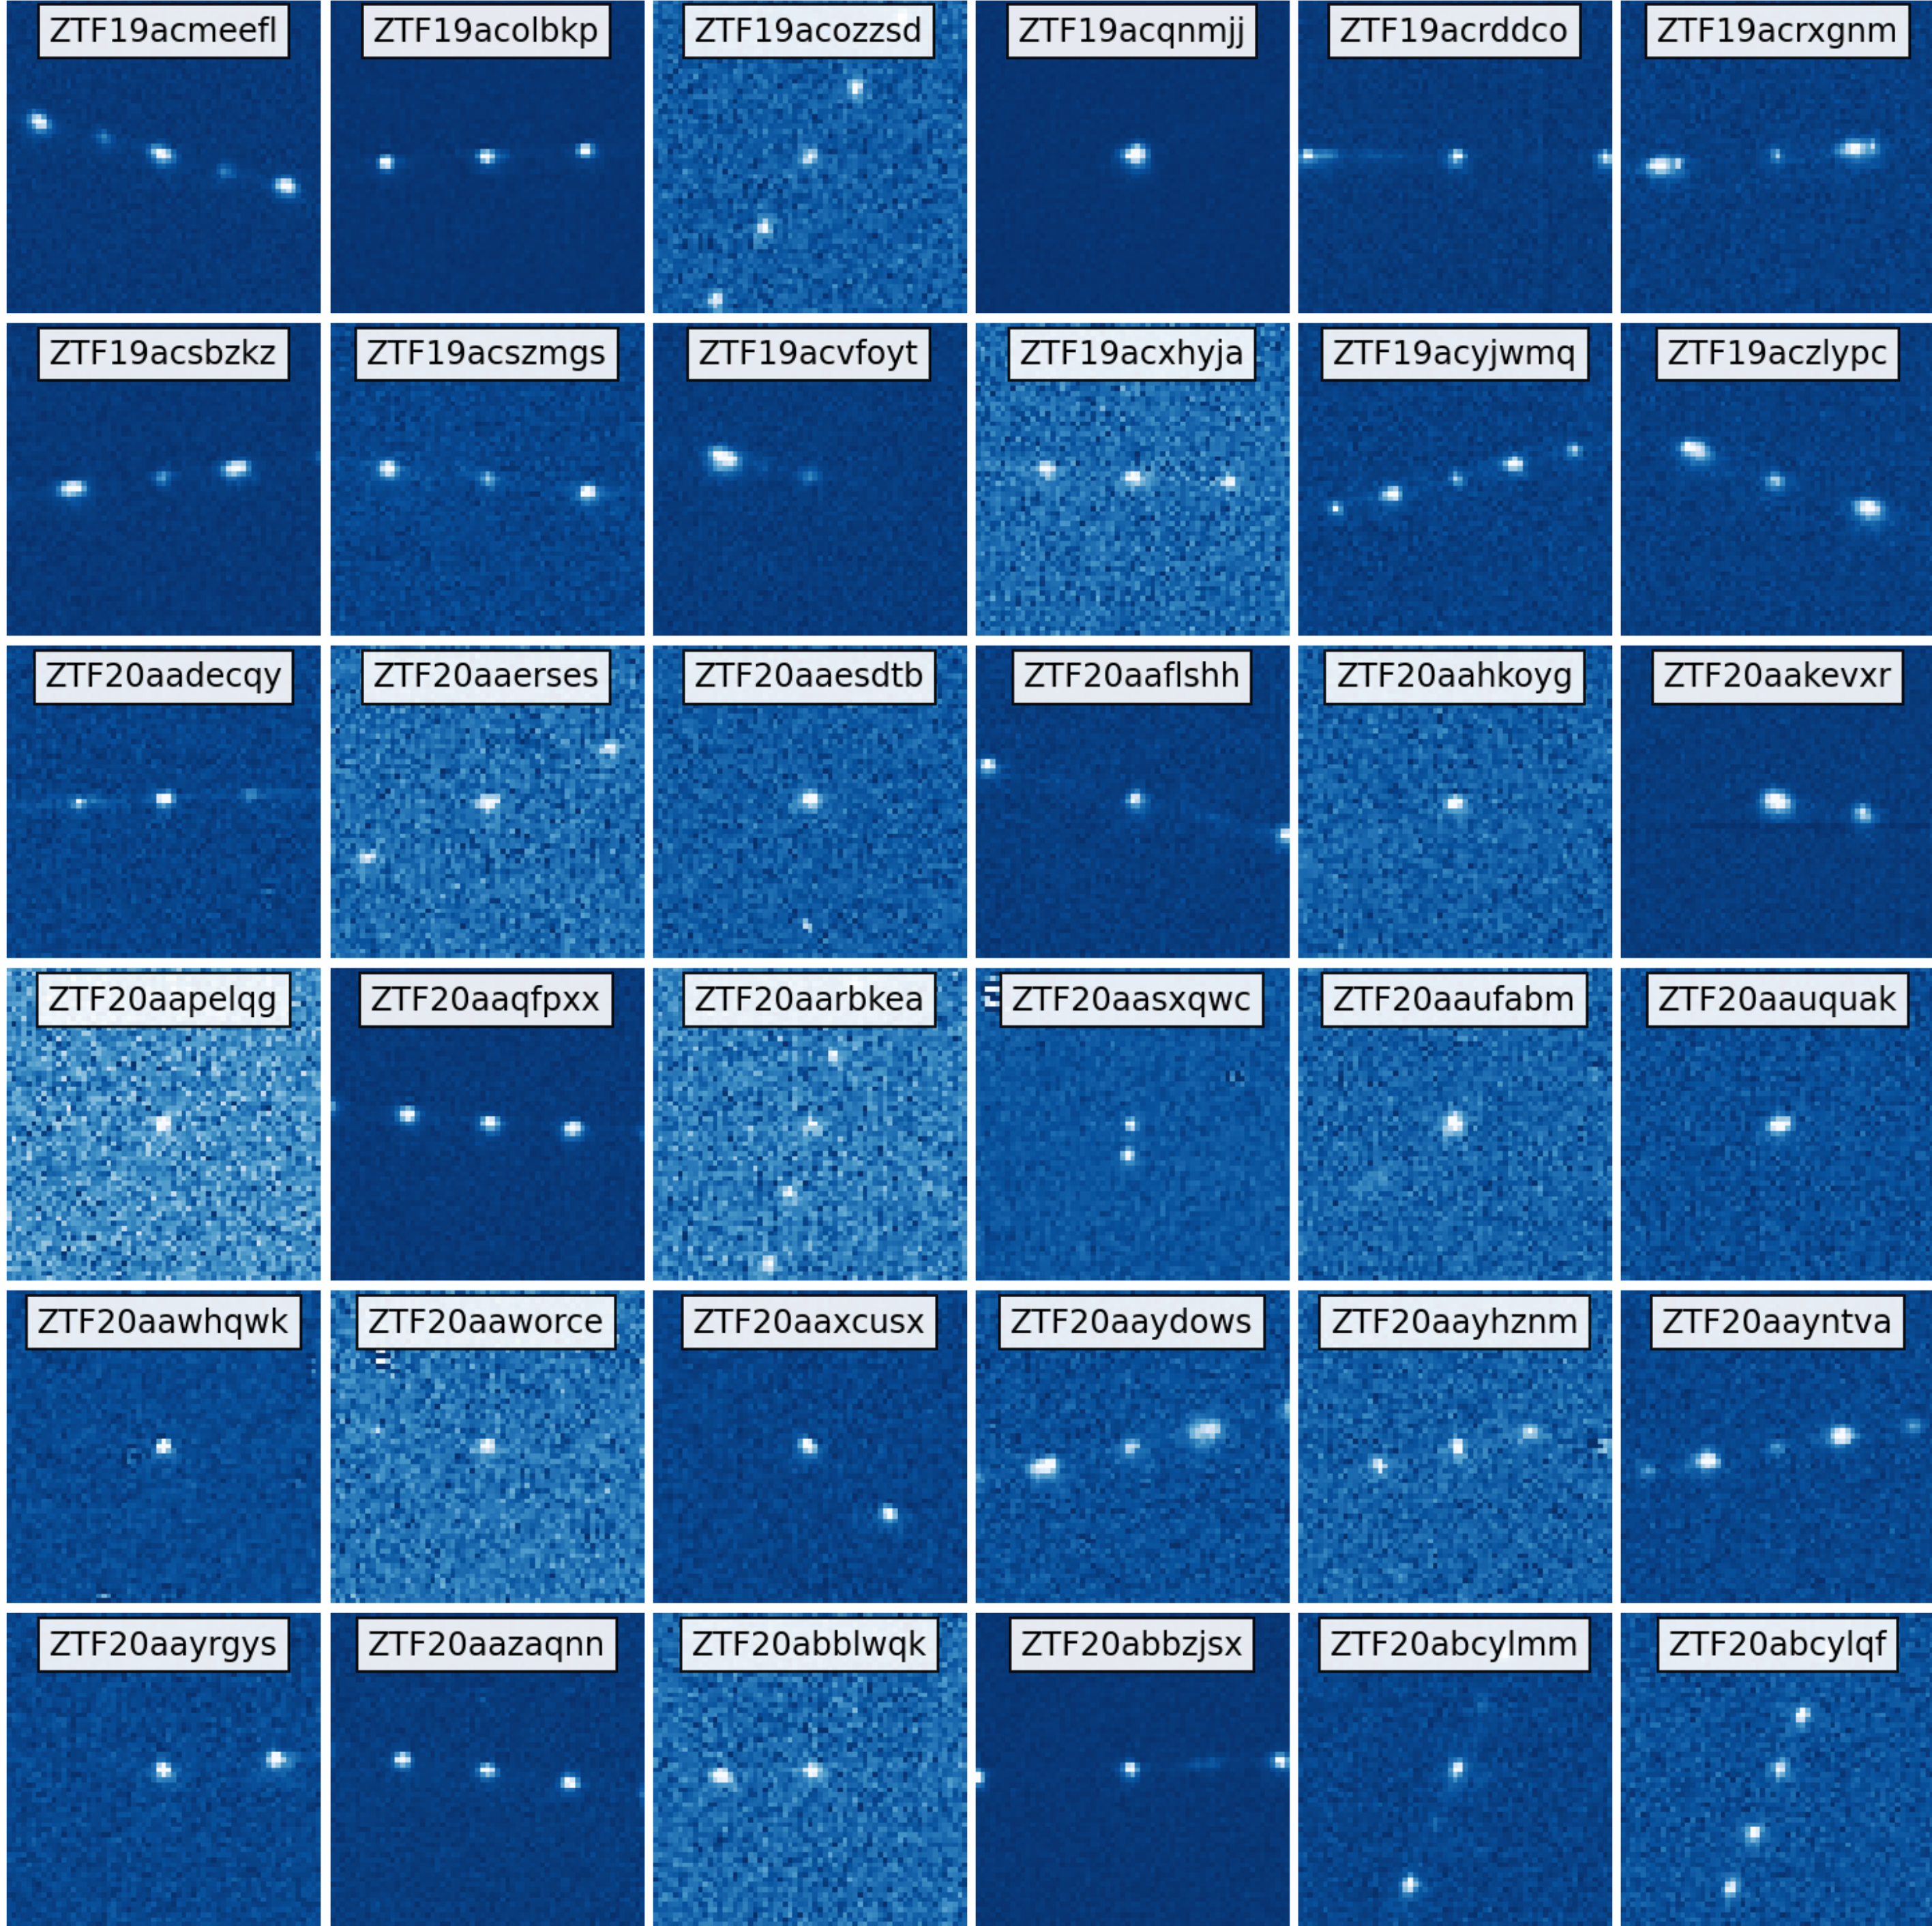 ZTF19acmeefl
ZTF19acolbkp
ZTF19acozzsd
ZTF19acqnmjj
ZTF19acrddco
ZTF19acrxgnm
ZTF19acsbzkz
ZTF19acszmgs
ZTF19acvfoyt
ZTF19acxhyja
ZTF19acyjwmq
ZTF19aczlypc
ZTF20aadecqy
ZTF20aaerses
ZTF20aaesdtb
ZTF20aaflshh
ZTF20aahkoyg
ZTF20aakevxr
ZTF20aapelqg
ZTF20aaqfpxx
ZTF20aarbkea
ZTF20aasxqwc
ZTF20aaufabm
ZTF20aauquak
ZTF20aawhqwk
ZTF20aaworce
ZTF20aaxcusx
ZTF20aaydows
ZTF20aayhznm
ZTF20aayntva
ZTF20aayrgys
ZTF20aazaqnn
ZTF20abblwqk
ZTF20abbzjsx
ZTF20abcylmm
ZTF20abcylqf